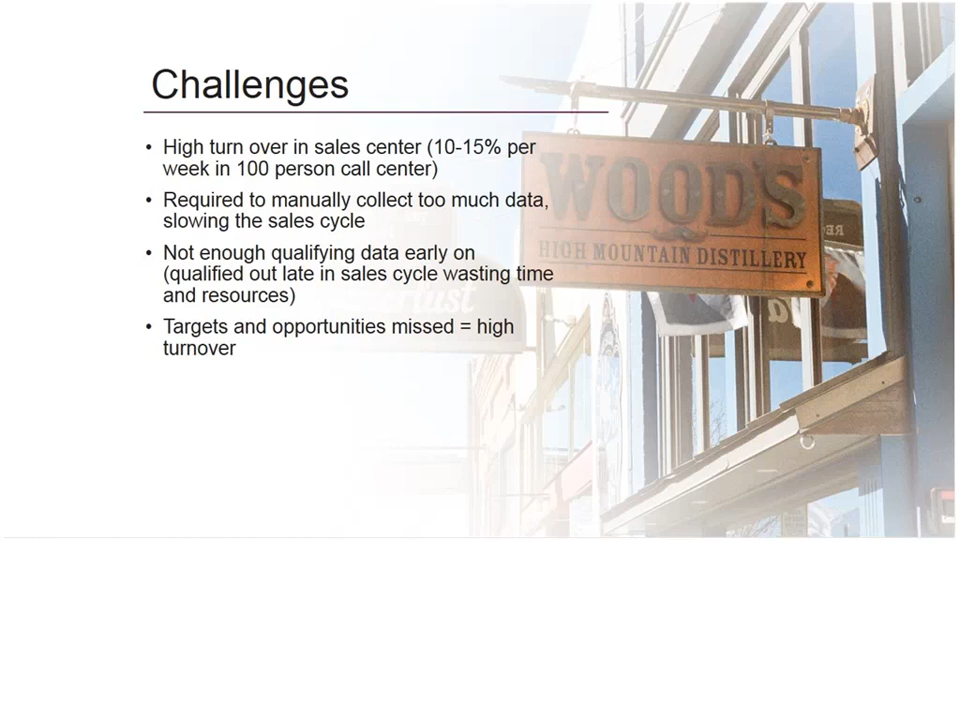 Challenges
• High turn over in sales center (10-15% per
week in 100 person call center)
• Required to manually collect too much data,
slowing the sales cycle
• Not enough qualifying data early on
(qualified out late in sales cycle wasting time
and resources)
• Targets and opportunities missed = high
turnover
WOOD'S
HIGH MOUNTAIN DISTILLERY